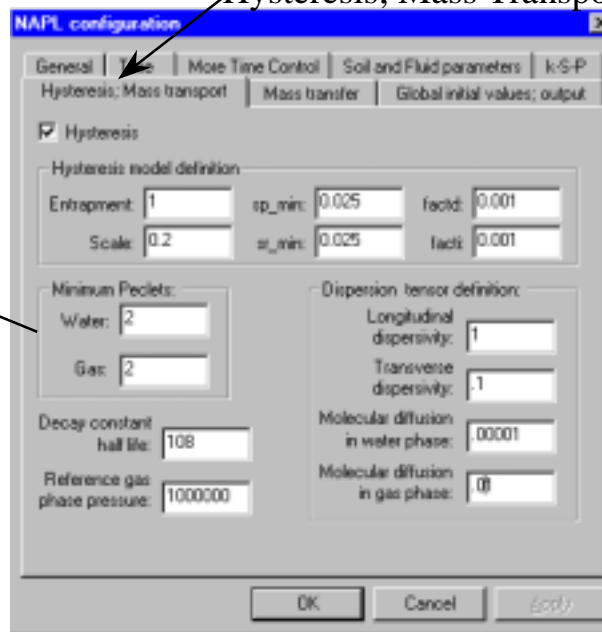 Hysteresis; Mass Transpo
NAPL configuration
General | More Time Control | Soil and Fluid parameters | k-S-P
Hysteresis; Mass transport | Mass transfer | Global initial values; output
Hysteresis
Hysteresis model definition
Entrapment: 1 sp_min: 0.025 factd: 0.001
Scale: 0.2 sr_min: 0.025 facti: 0.001
Minimum Peclets:
Water: 2
Gas: 2
Decay constant
half life: 108
Reference gas
phase pressure: 1000000
Dispersion tensor definition:
Longitudinal
dispersivity: 1
Transverse
dispersivity: .1
Molecular diffusion
in water phase: .00001
Molecular diffusion
in gas phase:
OK Cancel Apply